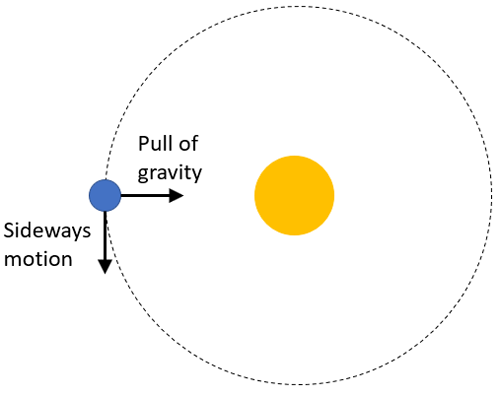 Pull of
gravity
Sideways
motion